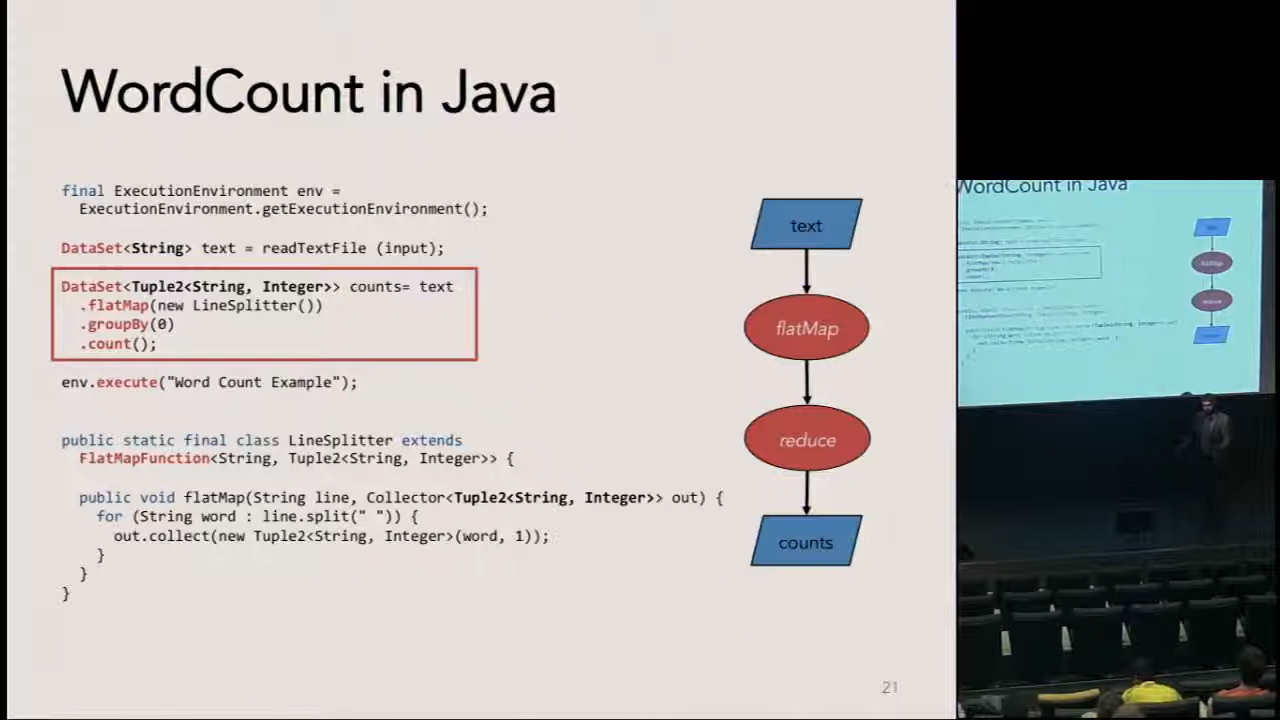 WordCount in Java
final ExecutionEnvironment env =
ExecutionEnvironment.getExecutionEnvironment();
DataSet<String> text = readTextFile (input);
DataSet<Tuple2<String, Integer>> counts= text
.flatMap(new LineSplitter())
.groupBy(0)
.count();
env.execute("Word Count Example");
public static final class LineSplitter extends
FlatMapFunction<String, Tuple2<String, Integer>> {
public void flatMap(String line, Collector<Tuple2<String, Integer>> out) {
for (String word : line.split(" ")) {
out.collect(new Tuple2<String, Integer>(word, 1));
}
}
}
text
flatMap
reduce
counts
21
WordCount in Java